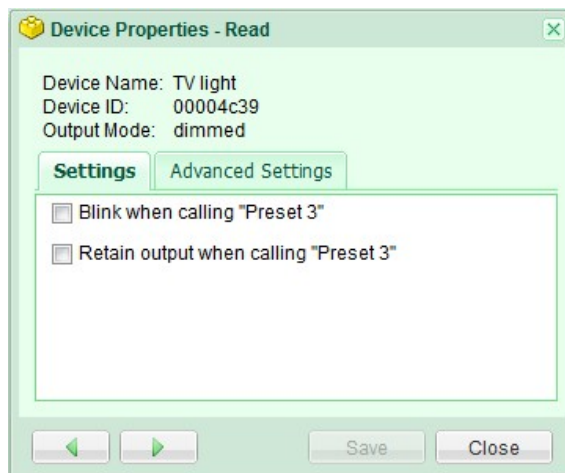 Device Properties - Read
Device Name: TV light
Device ID: 00004c39
Output Mode: dimmed
Settings Advanced Settings
Blink when calling "Preset 3"
Retain output when calling "Preset 3"
Save Close